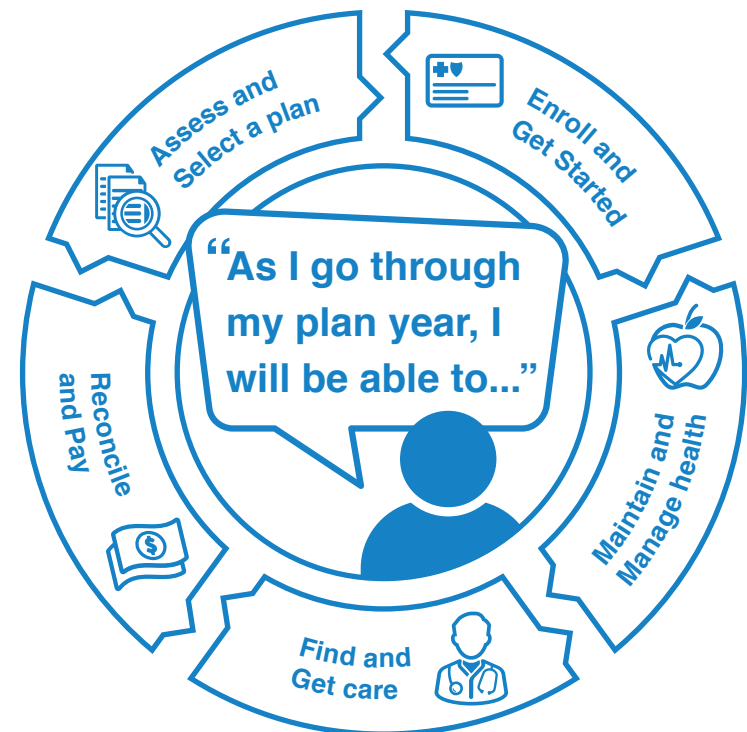 Assess and
Select a plan
Enroll and
Get Started
“As I go through
my plan year, I
will be able to...”
Maintain and
Manage health
Find and
Get care
Reconcile
and Pay
$